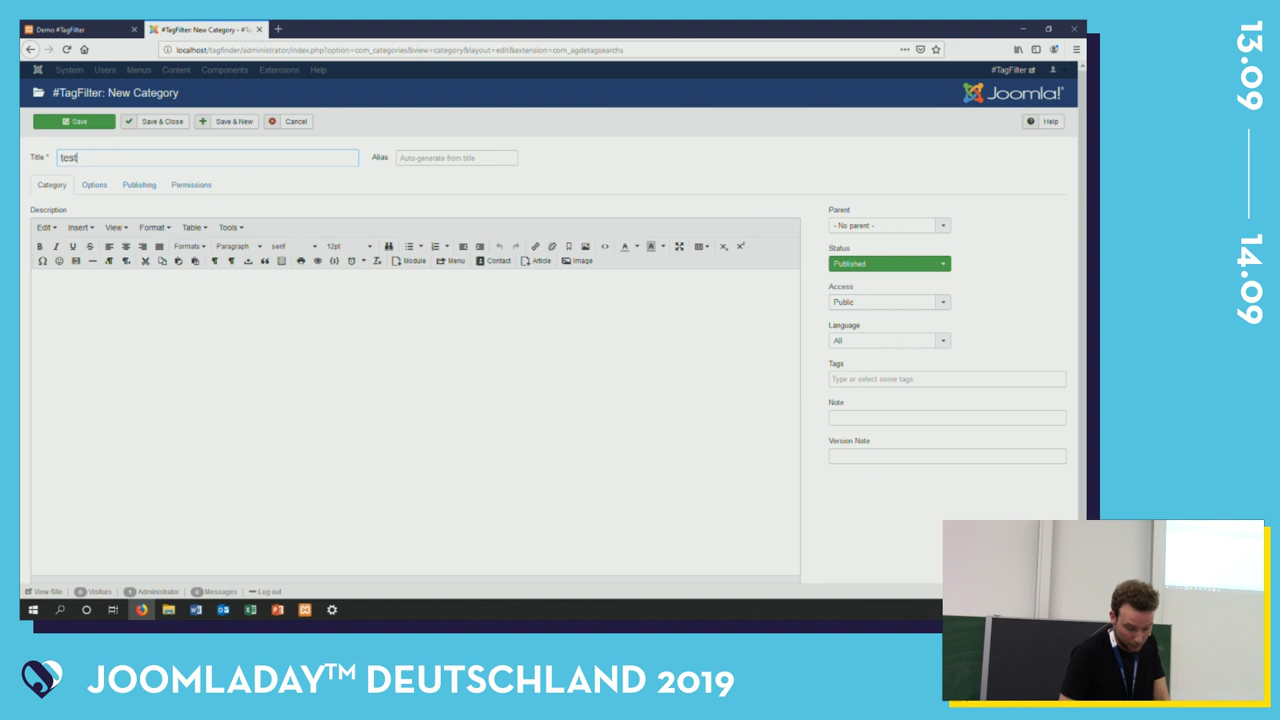 Demo #TagFilter
#TagFilter: New Category - #T
localhost/tagfinder/administrator/index.php?option=com_categories&view=category&layout=edit&extension=com_agdetagsearchs
System Users Menus Content Components Extensions Help
#TagFilter
#TagFilter: New Category
Joomla!®
Save
Save & Close
Save & New
Cancel
Help
Title *
test
Alias
Auto-generate from title
Category
Options
Publishing
Permissions
Description
Edit Insert View Format Table Tools
B I U S Formats Paragraph serif 12pt
Module Menu Contact Article Image
Parent
- No parent -
Status
Published
Access
Public
Language
All
Tags
Type or select some tags
Note
Version Note
View Site 0 Visitors 1 Administrator 0 Messages Log out
13.09
14.09
JOOMLADAY™ DEUTSCHLAND 2019